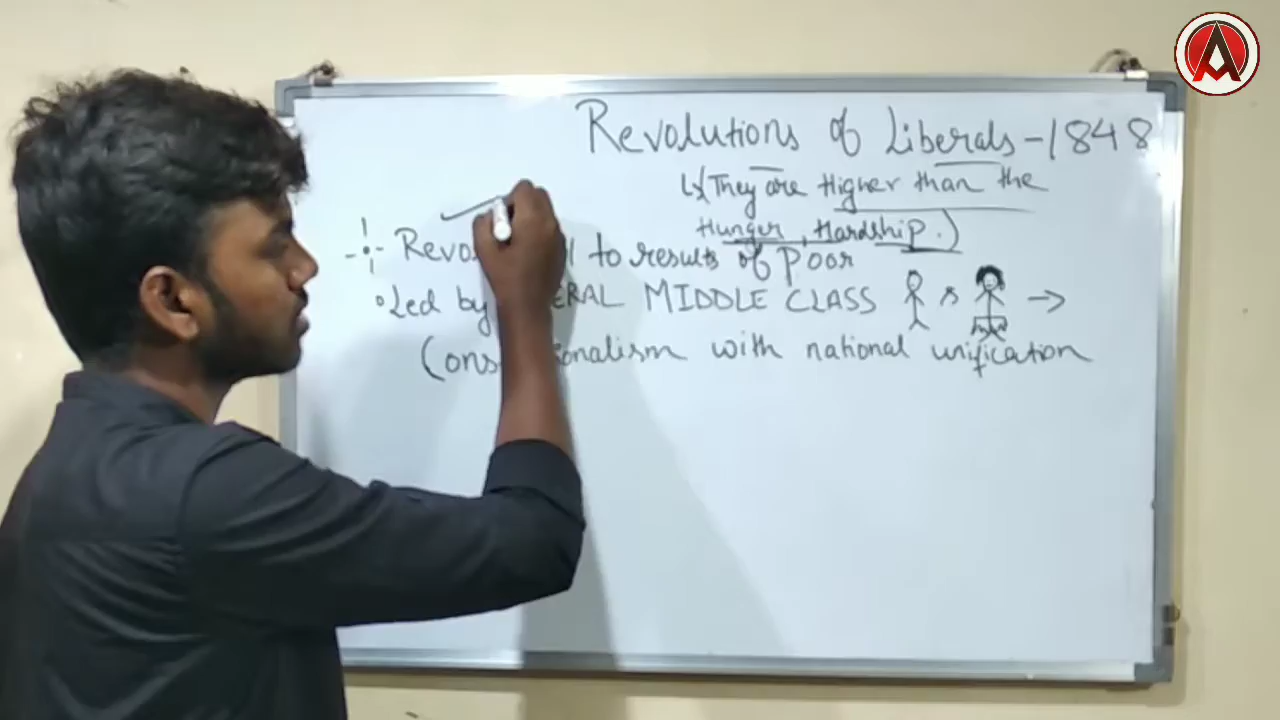 Revolutions of Liberals - 1848
↳ They are Higher than the
Hunger, Hardship.)
to results of Poor
• Led by MIDDLE CLASS →
with national unification